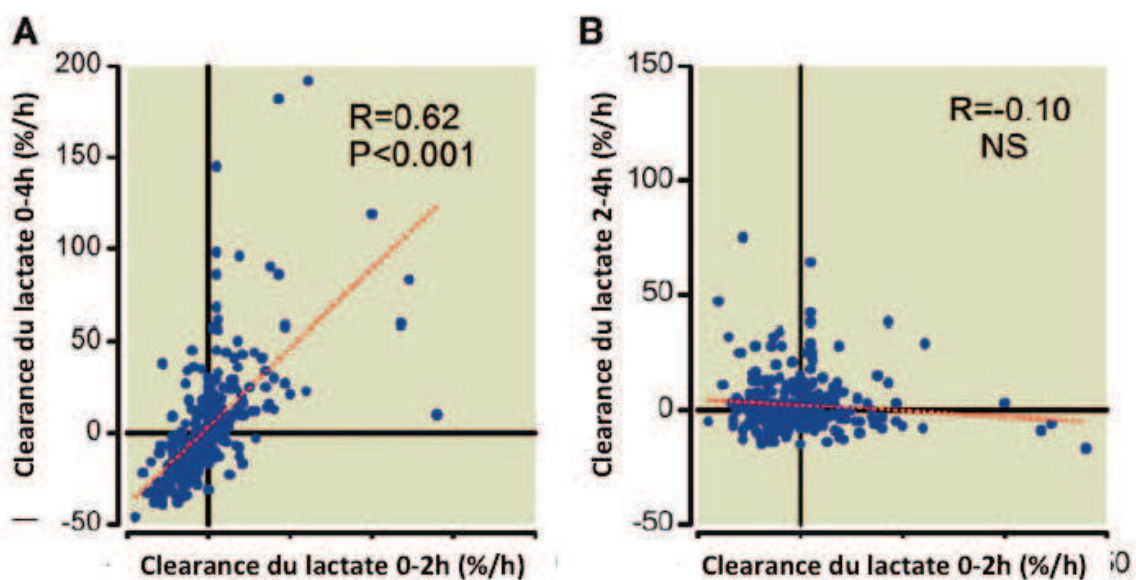 A
Clearance du lactate 0-4h (%/h)
200
150
100
50
0
-50
R=0.62
P<0.001
Clearance du lactate 0-2h (%/h)
B
Clearance du lactate 2-4h (%/h)
150
100
50
0
-50
R=-0.10
NS
Clearance du lactate 0-2h (%/h)